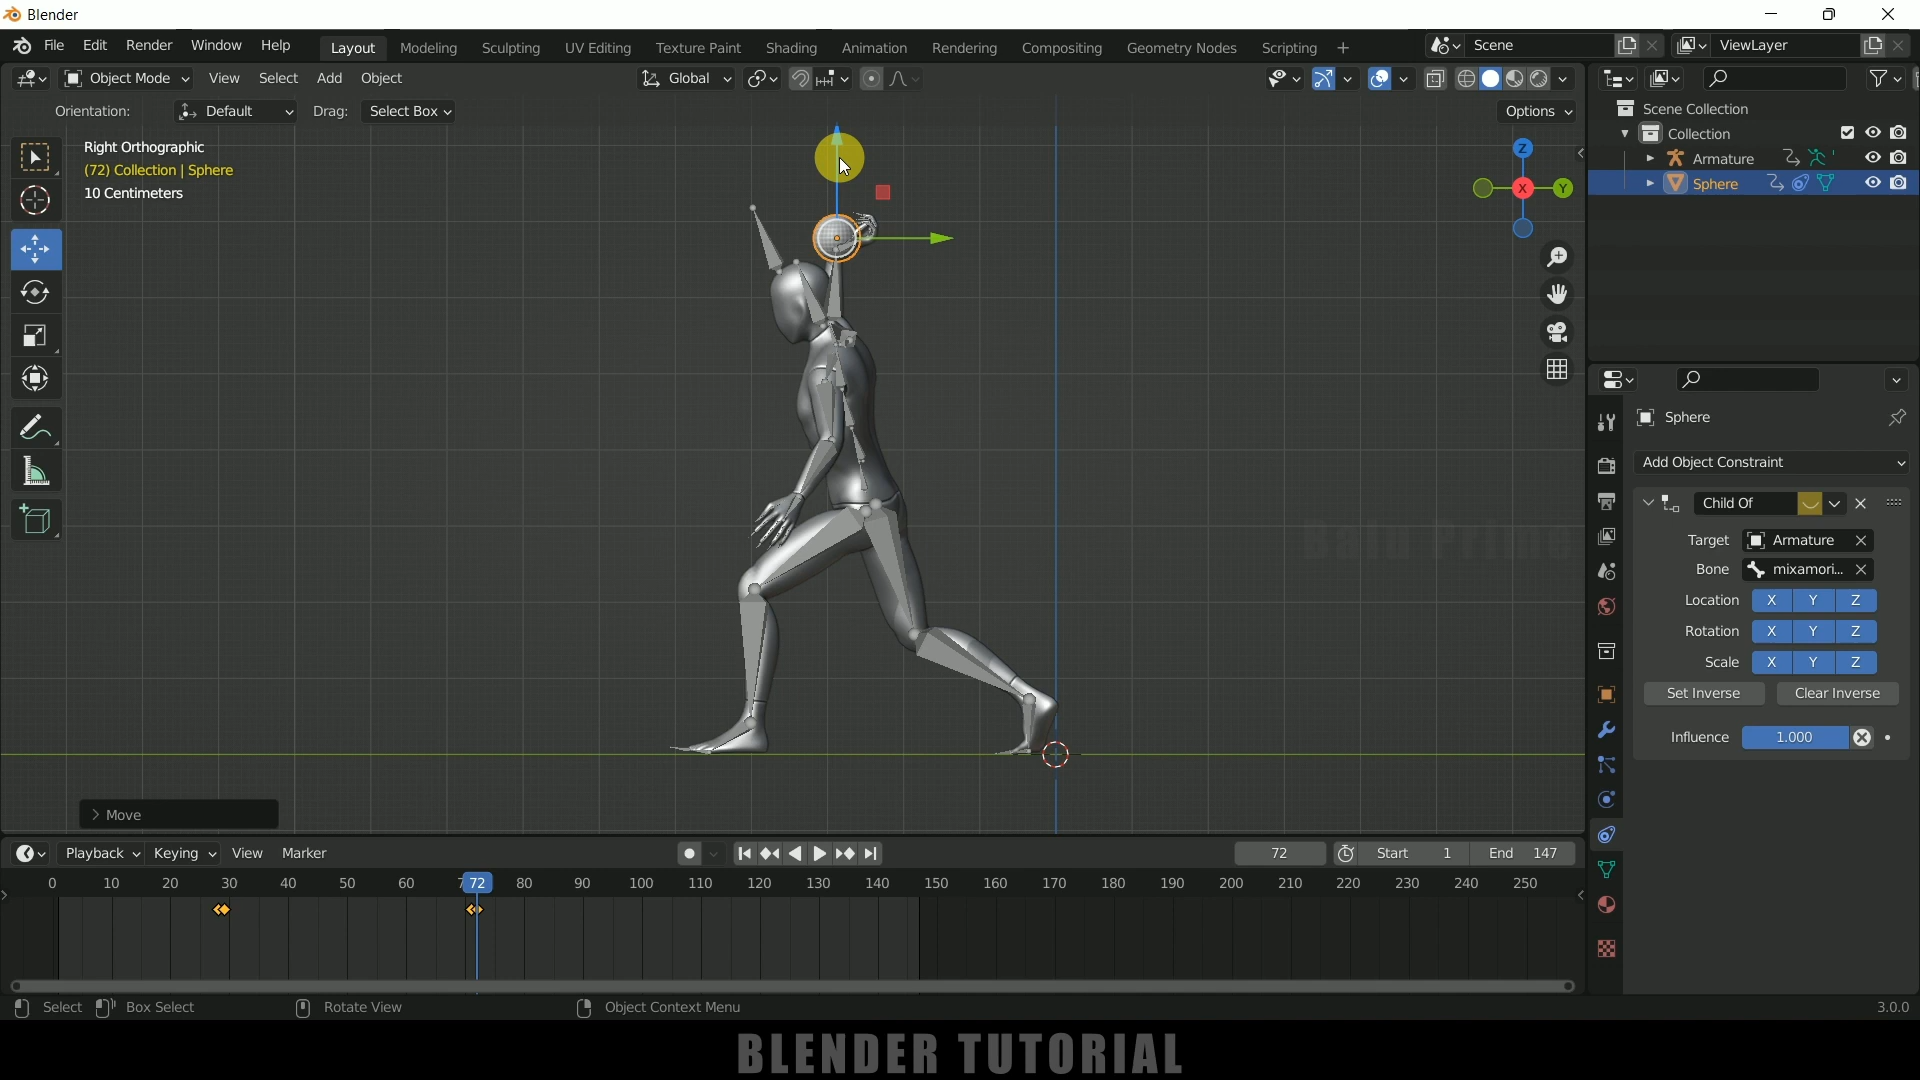 Blender
File Edit Render Window Help Layout Modeling Sculpting UV Editing Texture Paint Shading Animation Rendering Compositing Geometry Nodes Scripting + Scene ViewLayer
Object Mode View Select Add Object Global
Orientation: Default Drag: Select Box Options
Right Orthographic
(72) Collection | Sphere
10 Centimeters
Z
X
Y
Scene Collection
Collection
Armature
Sphere
Sphere
Add Object Constraint
Child Of
Target Armature
Bone mixamori...
Location X Y Z
Rotation X Y Z
Scale X Y Z
Set Inverse Clear Inverse
Influence 1.000
> Move
Playback Keying View Marker 72 Start 1 End 147
0 10 20 30 40 50 60 72 80 90 100 110 120 130 140 150 160 170 180 190 200 210 220 230 240 250
Select Box Select Rotate View Object Context Menu 3.0.0
BLENDER TUTORIAL